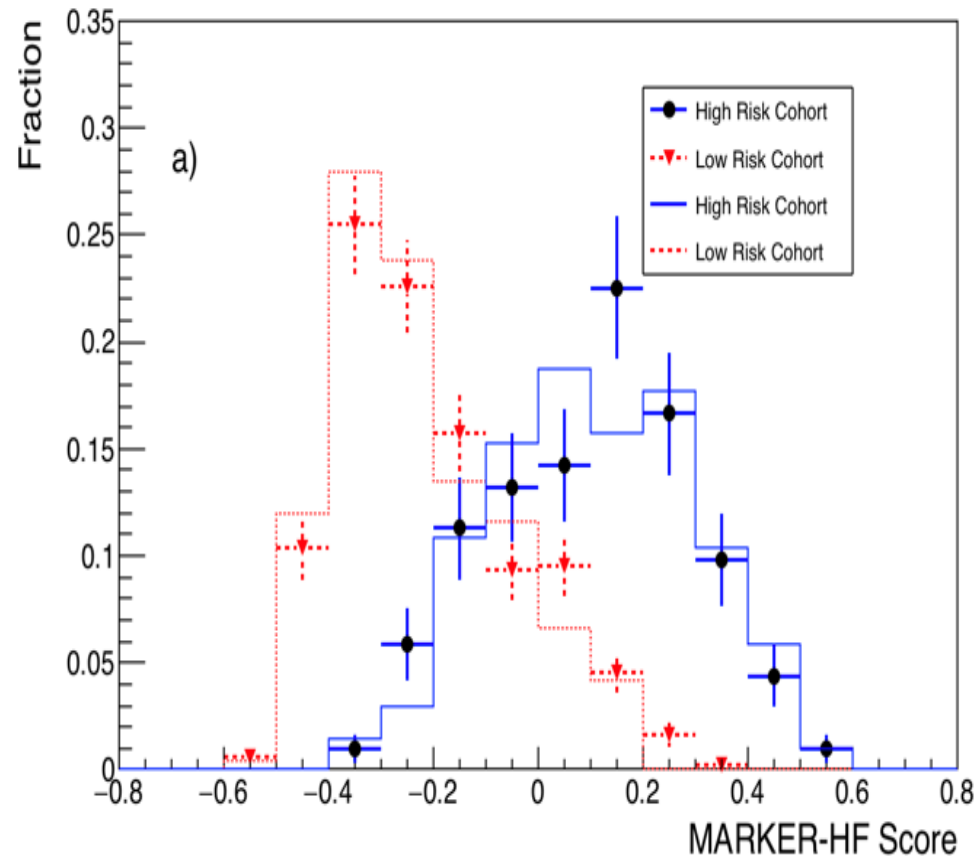 0.35
0.3
0.25
0.2
0.15
0.1
0.05
0
Fraction
a)
High Risk Cohort
Low Risk Cohort
High Risk Cohort
Low Risk Cohort
−0.8 −0.6 −0.4 −0.2 0 0.2 0.4 0.6 0.8
MARKER-HF Score